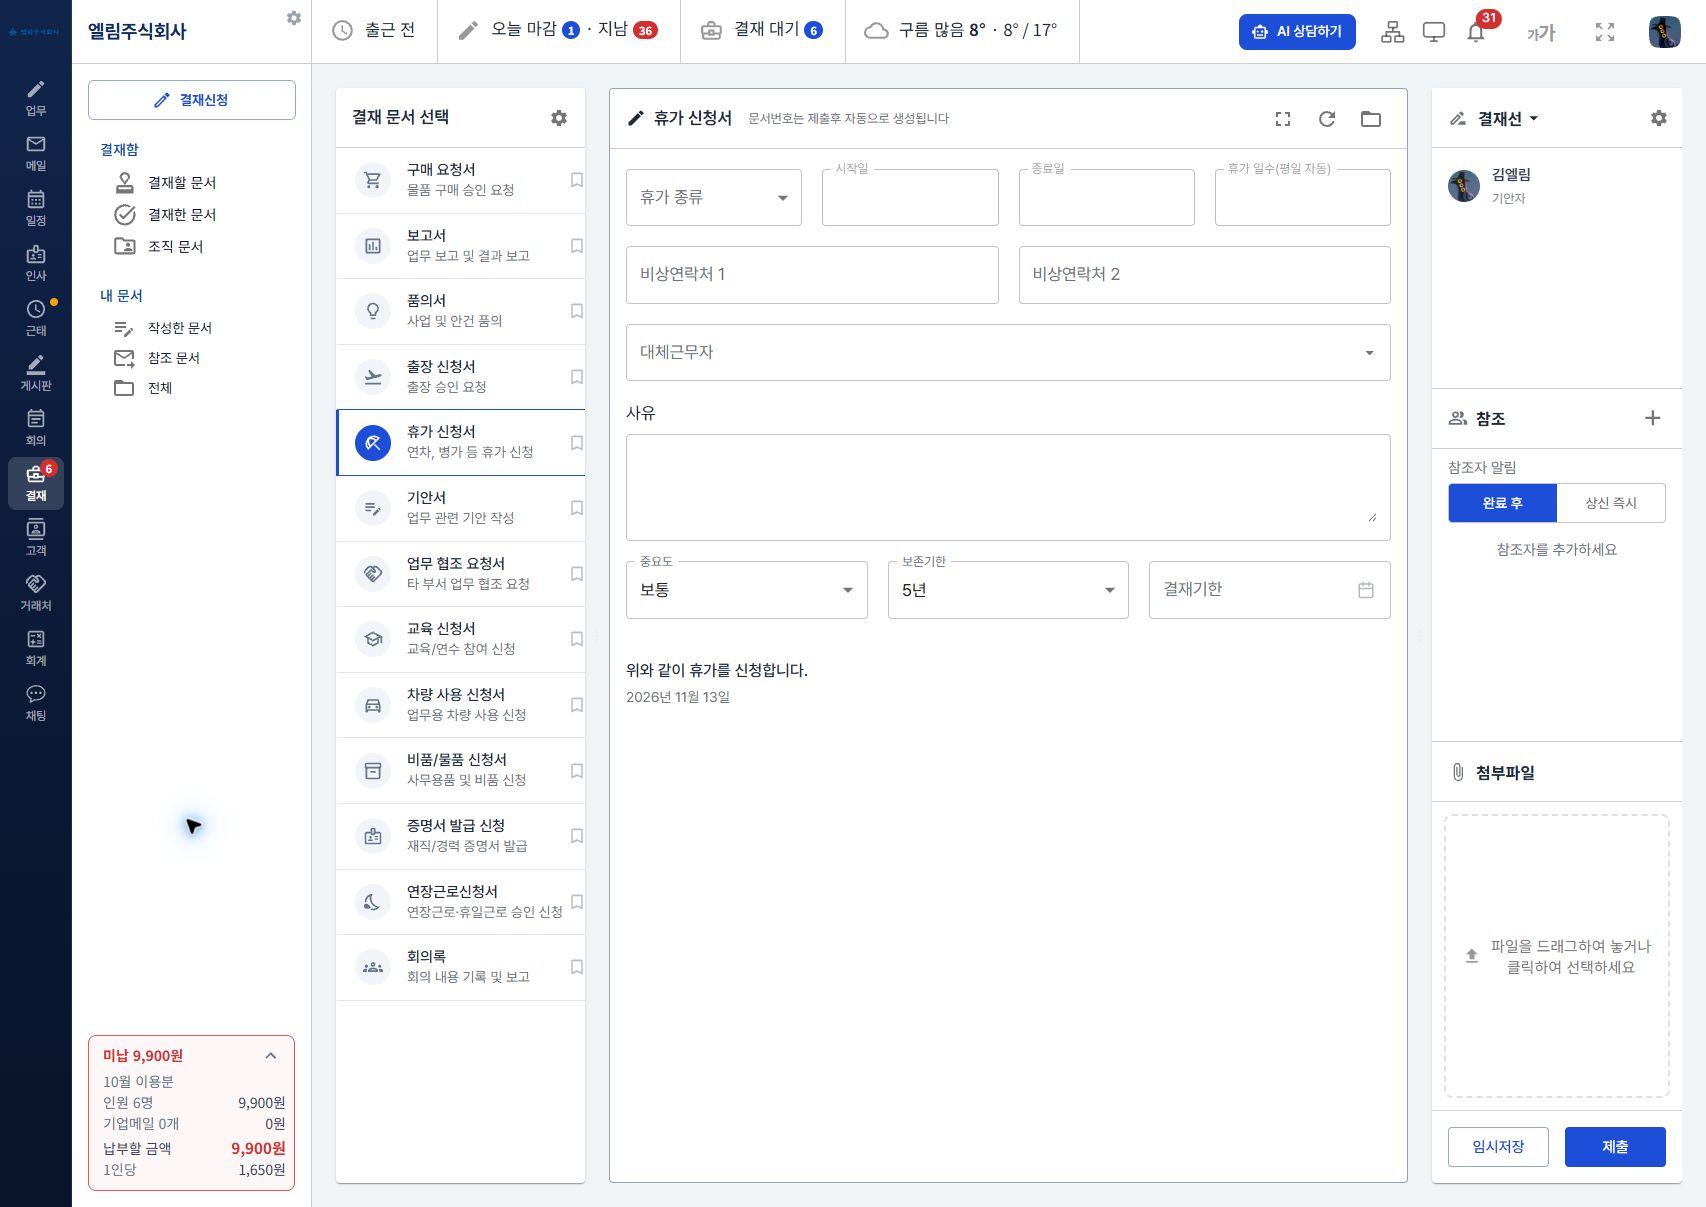 엘림주식회사
업무
메일
일정
인사
근태
게시판
회의
6
결재
고객
거래처
회계
채팅
엘림주식회사
결재신청
결재함
결재할 문서
결재한 문서
조직 문서
내 문서
작성한 문서
참조 문서
전체
미납 9,900원
10월 이용분
인원 6명 9,900원
기업메일 0개 0원
납부할 금액 9,900원
1인당 1,650원
출근 전
오늘 마감 1 · 지남 36
결재 대기 6
구름 많음 8° · 8° / 17°
AI 상담하기
31
가가
결재 문서 선택
구매 요청서
물품 구매 승인 요청
보고서
업무 보고 및 결과 보고
품의서
사업 및 안건 품의
출장 신청서
출장 승인 요청
휴가 신청서
연차, 병가 등 휴가 신청
기안서
업무 관련 기안 작성
업무 협조 요청서
타 부서 업무 협조 요청
교육 신청서
교육/연수 참여 신청
차량 사용 신청서
업무용 차량 사용 신청
비품/물품 신청서
사무용품 및 비품 신청
증명서 발급 신청
재직/경력 증명서 발급
연장근로신청서
연장근로·휴일근로 승인 신청
회의록
회의 내용 기록 및 보고
휴가 신청서 문서번호는 제출후 자동으로 생성됩니다
휴가 종류
시작일
종료일
휴가 일수(평일 자동)
비상연락처 1
비상연락처 2
대체근무자
사유
중요도
보통
보존기한
5년
결재기한
위와 같이 휴가를 신청합니다.
2026년 11월 13일
결재선
김엘림
기안자
참조
참조자 알림
완료 후
상신 즉시
참조자를 추가하세요
첨부파일
파일을 드래그하여 놓거나
클릭하여 선택하세요
임시저장
제출